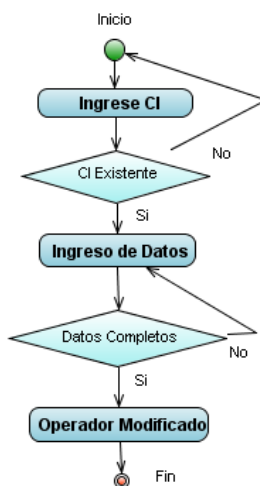 Inicio
Ingrese CI
CI Existente
No
Si
Ingreso de Datos
Datos Completos
No
Si
Operador Modificado
Fin